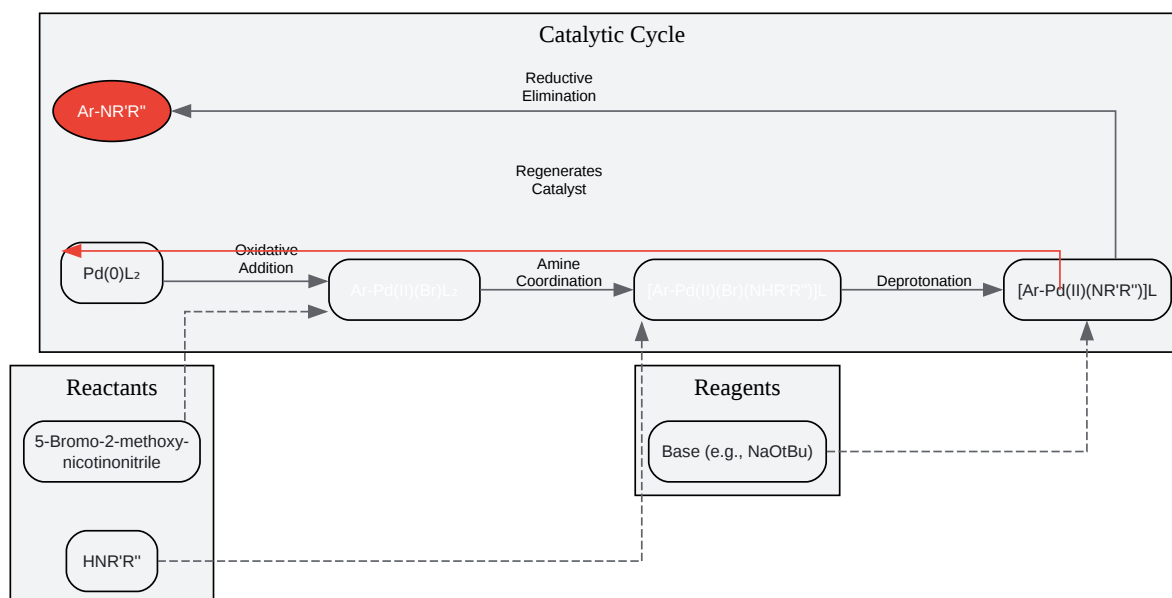 Catalytic Cycle
Reductive
Elimination
Ar-NR'R"
Regenerates
Catalyst
Oxidative
Addition
Pd(0)L₂
Ar-Pd(II)(Br)L₂
Amine
Coordination
[Ar-Pd(II)(Br)(NHR'R")]L
Deprotonation
[Ar-Pd(II)(NR'R")]L
Reactants
5-Bromo-2-methoxy-
nicotinonitrile
HNR'R"
Reagents
Base (e.g., NaOtBu)